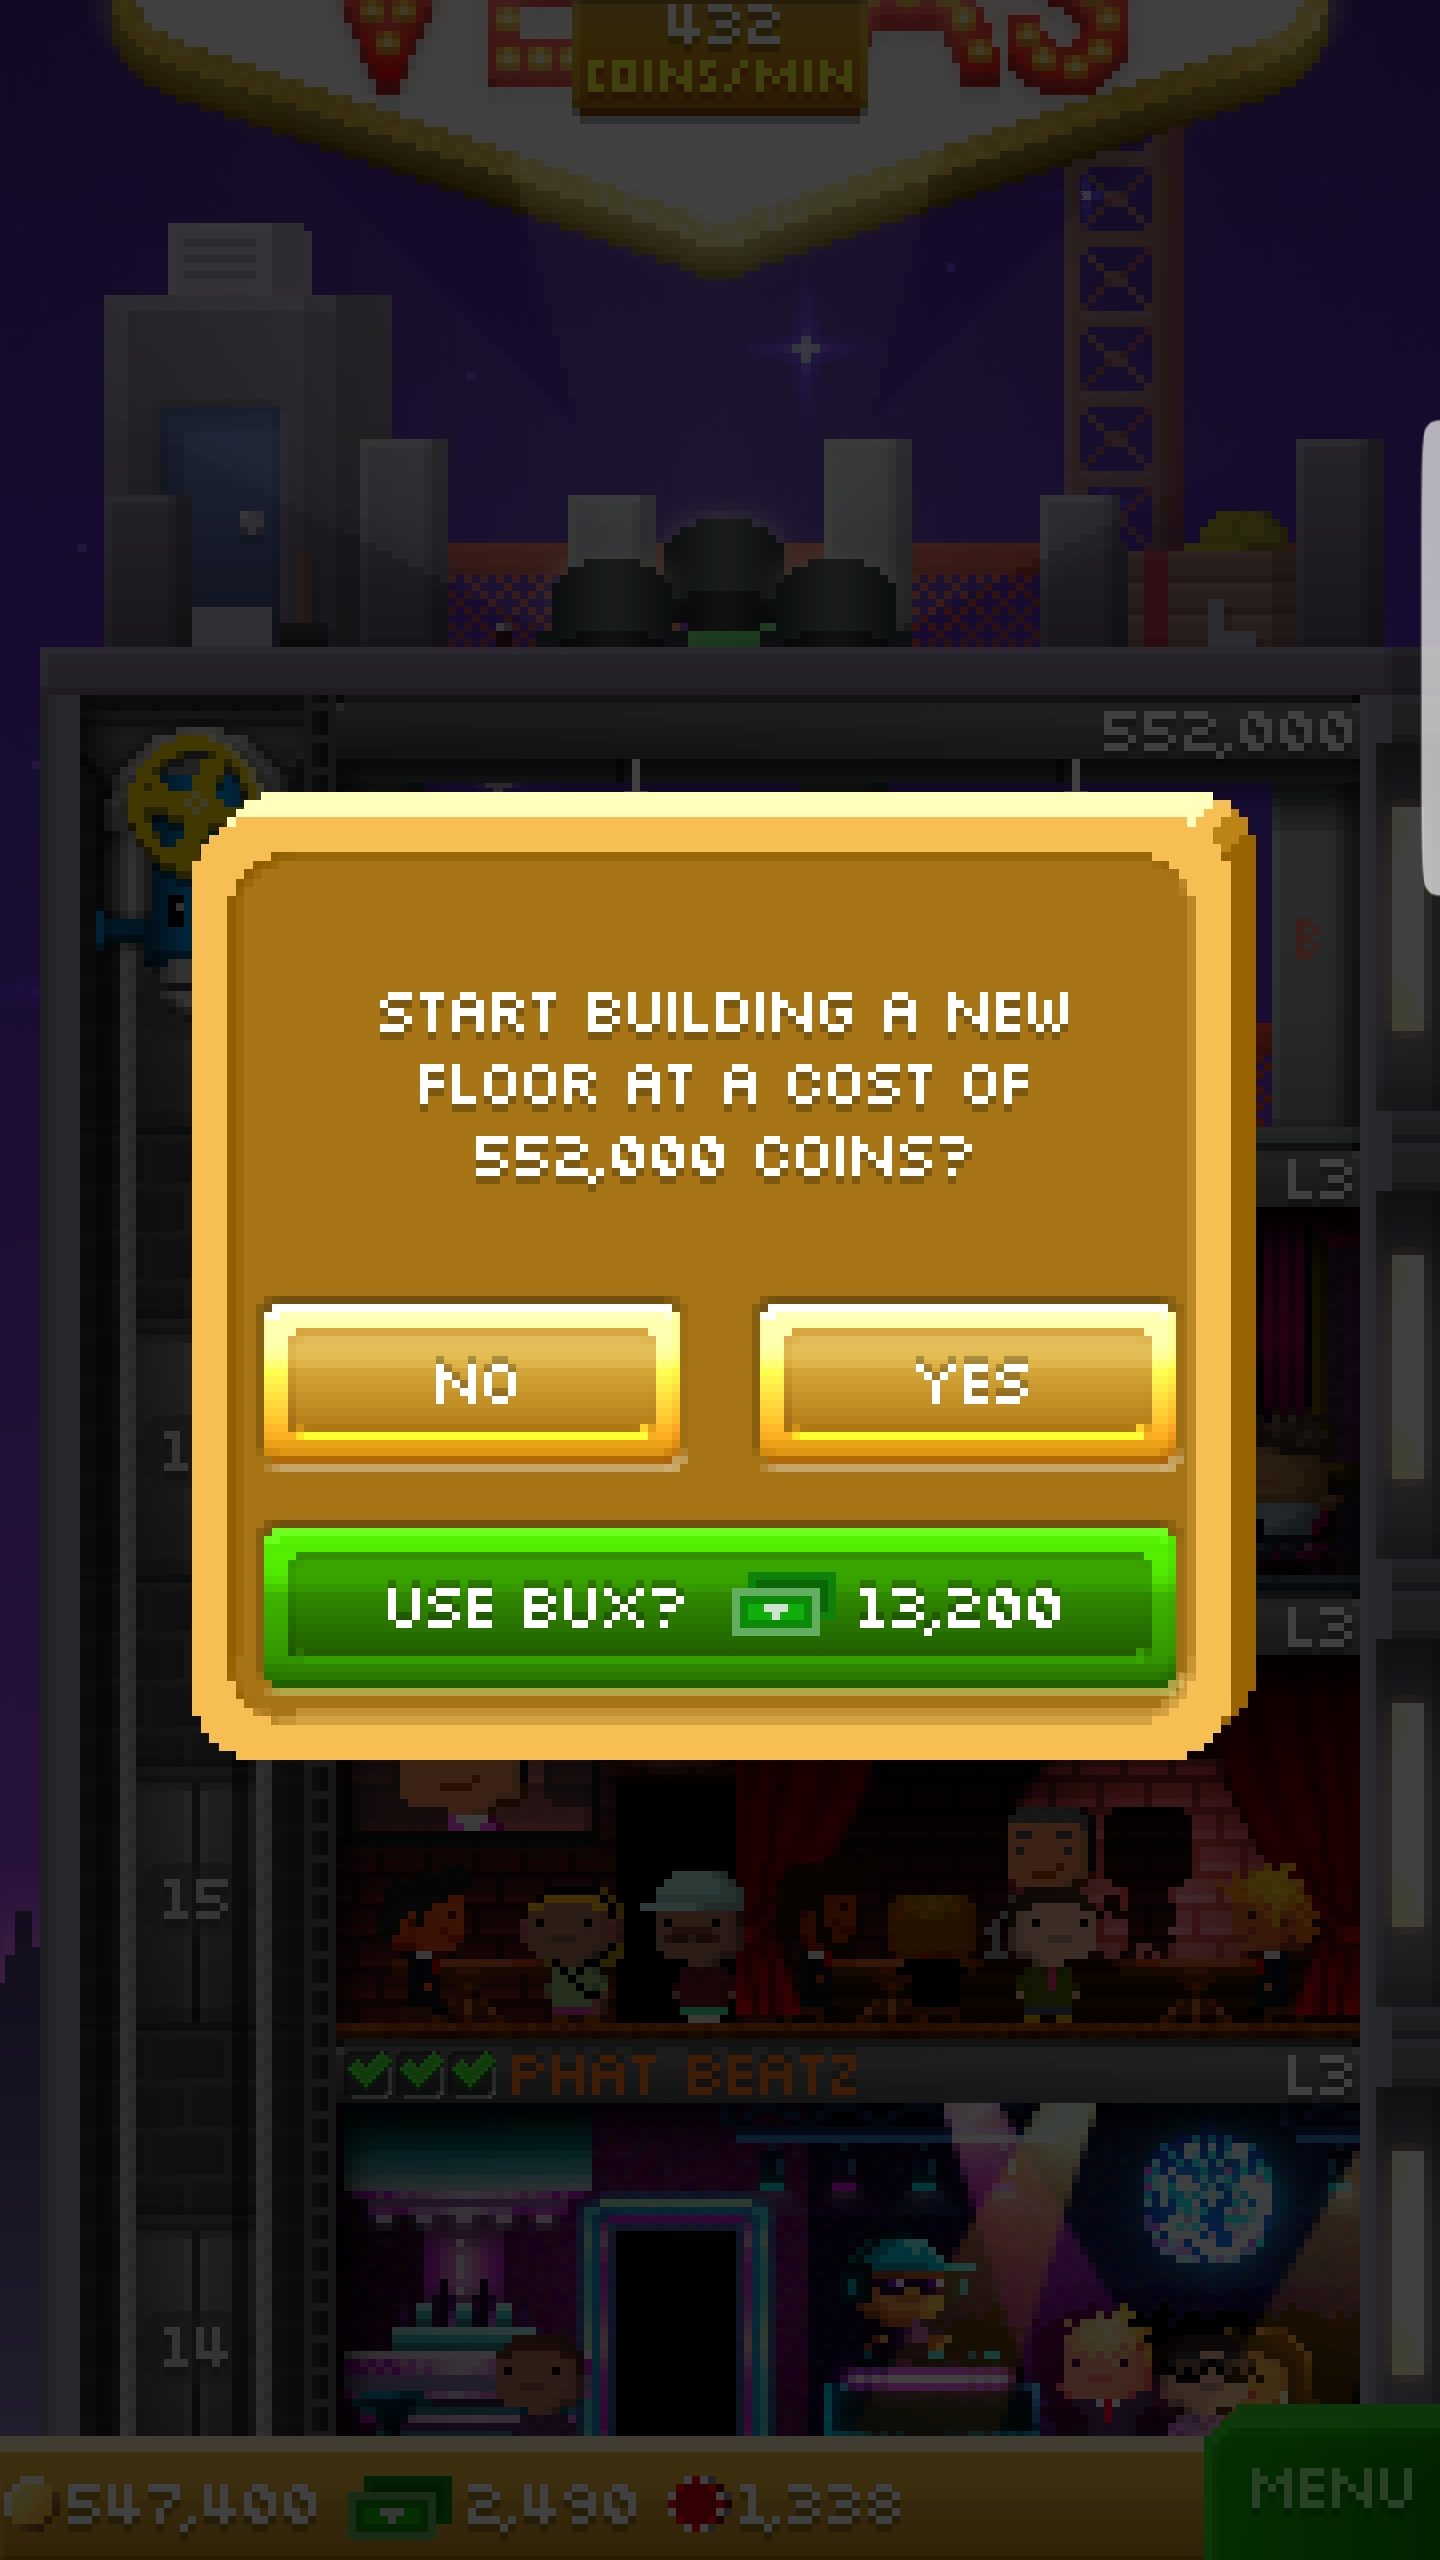 432
COINS/MIN
552,000
B
START BUILDING A NEW
FLOOR AT A COST OF
552,000 COINS?
L3
NO
YES
USE BUX? 13,200
L3
15
PHAT BEATZ
L3
14
547,400 2,490 1,338
MENU